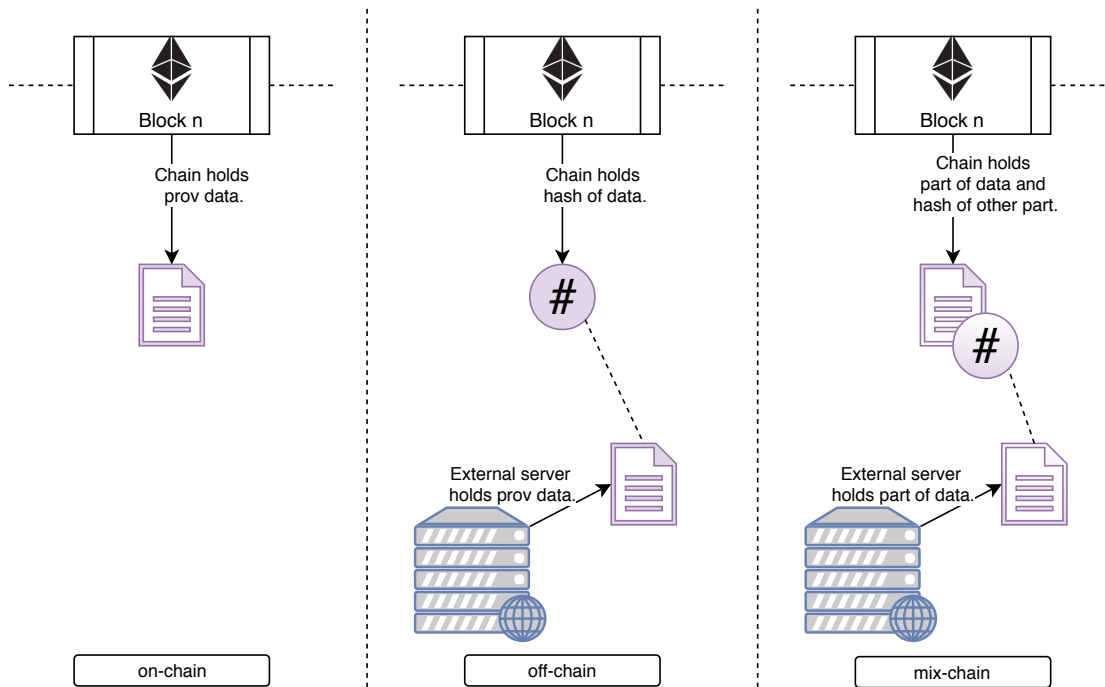 Block n
Chain holds
prov data.
on-chain
Block n
Chain holds
hash of data.
#
External server
holds prov data.
off-chain
Block n
Chain holds
part of data and
hash of other part.
#
External server
holds part of data.
mix-chain